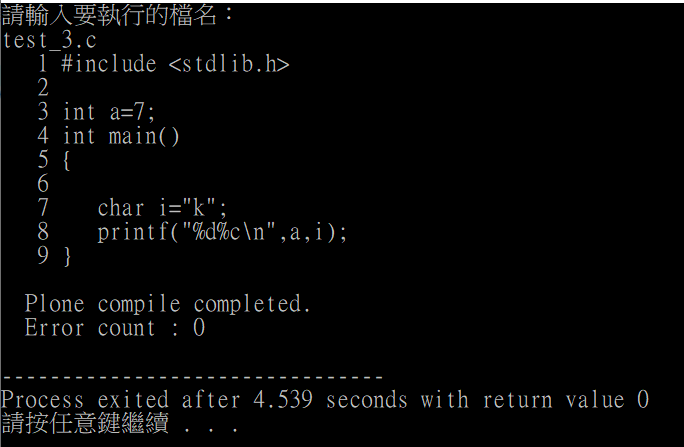 請輸入要執行的檔名：
test_3.c
1 #include <stdlib.h>
2
3 int a=7;
4 int main()
5 {
6
7 char i="k";
8 printf("%d%c\n",a,i);
9 }
Plone compile completed.
Error count : 0
--------------------------------
Process exited after 4.539 seconds with return value 0
請按任意鍵繼續 . . .